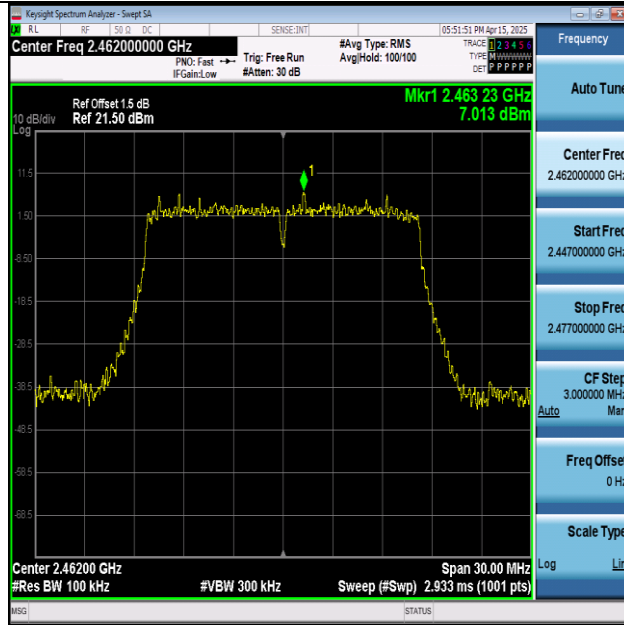 Keysight Spectrum Analyzer - Swept SA
RL RF 50 Ω DC SENSE:INT 05:51:51 PM Apr 15, 2025
Center Freq 2.462000000 GHz #Avg Type: RMS TRACE 1 2 3 4 5 6
PNO: Fast Trig: Free Run Avg|Hold: 100/100 TYPE M
IFGain:Low #Atten: 30 dB DET P P P P P P
Mkr1 2.463 23 GHz
Ref Offset 1.5 dB
10 dB/div Ref 21.50 dBm 7.013 dBm
Log
1
11.5
1.50
-8.50
-18.5
-28.5
-38.5
-58.5
-68.5
Center 2.46200 GHz Span 30.00 MHz
#Res BW 100 kHz #VBW 300 kHz Sweep (#Swp) 2.933 ms (1001 pts)
MSG STATUS
Frequency
Auto Tune
Center Freq
2.462000000 GHz
Start Freq
2.447000000 GHz
Stop Freq
2.477000000 GHz
CF Step
3.000000 MHz
Auto Man
Freq Offset
0 Hz
Scale Type
Log Lin